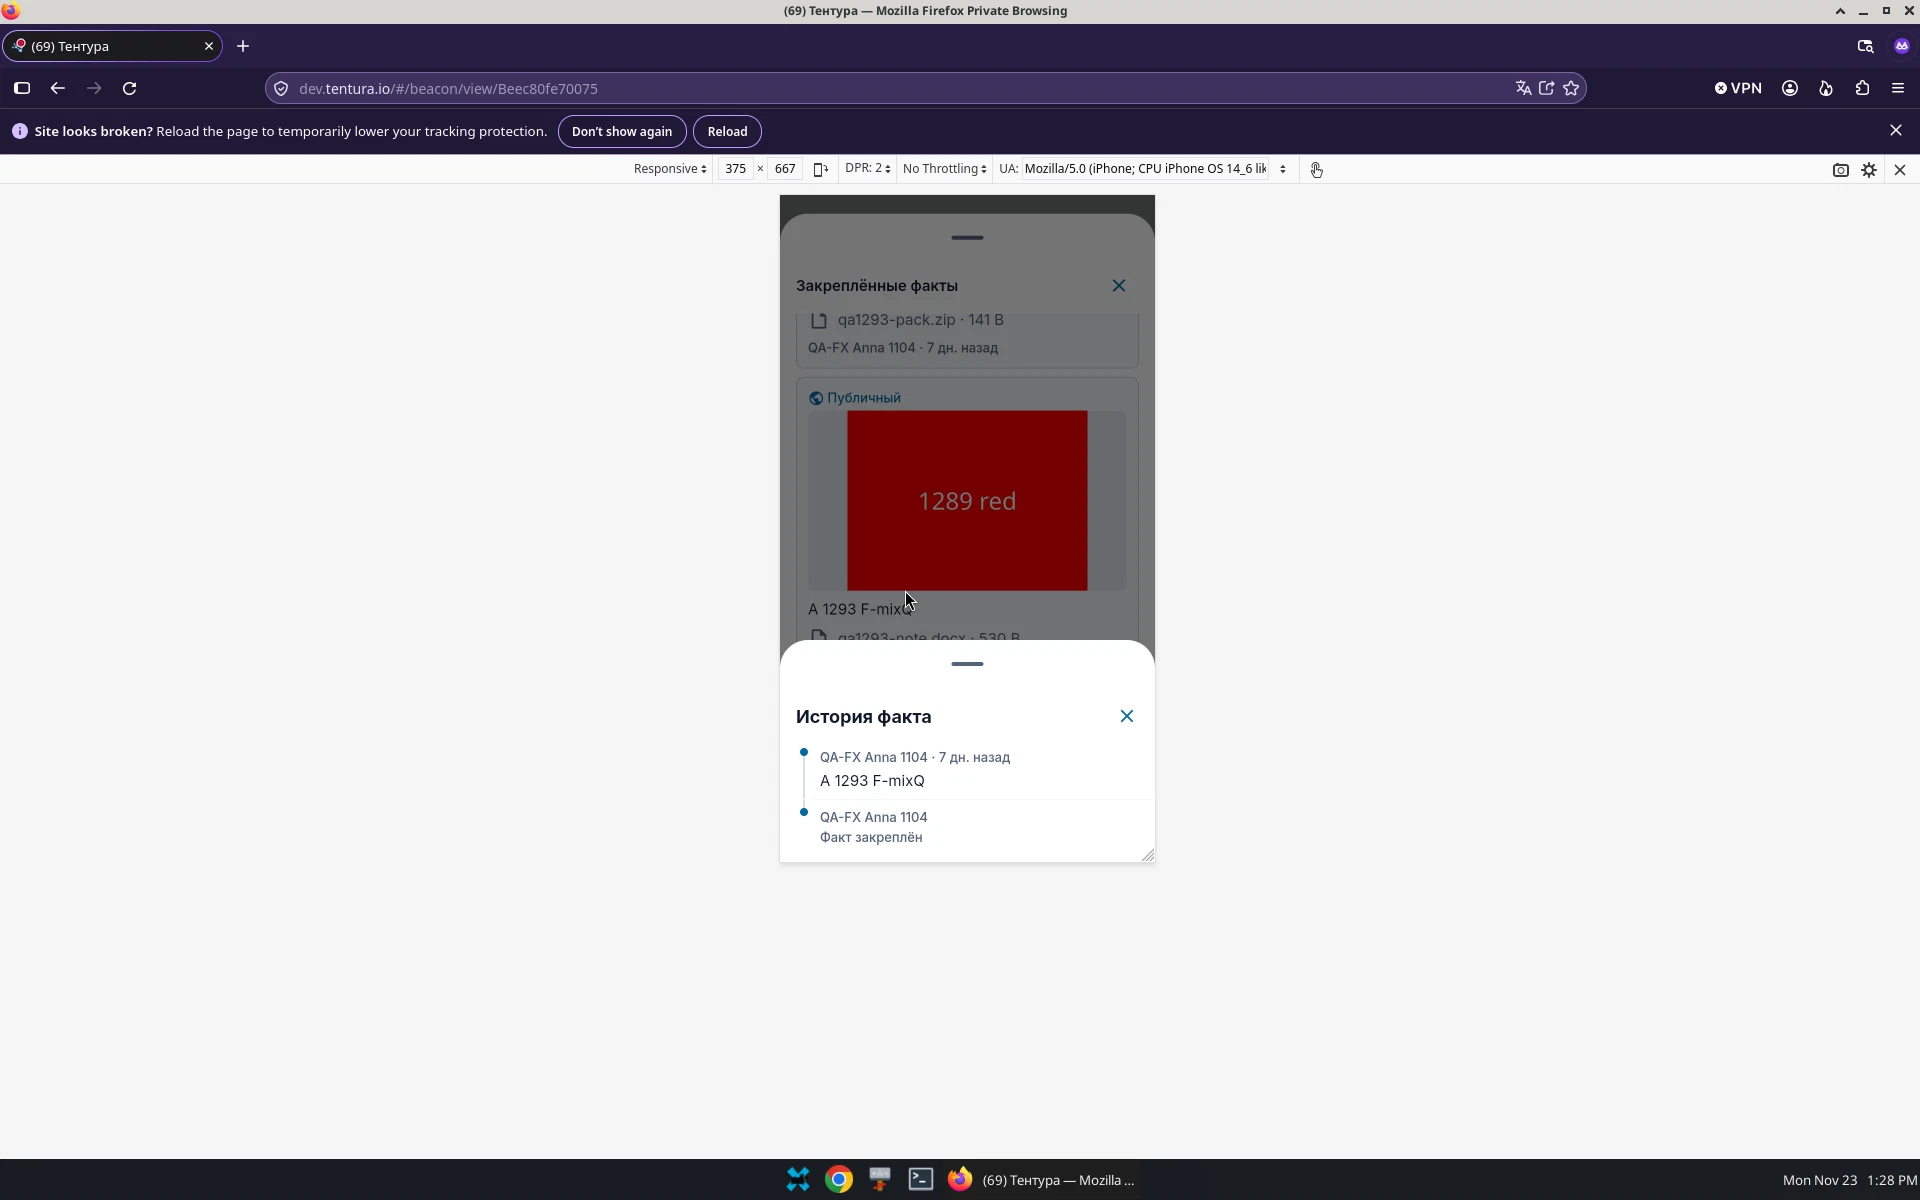 (69) Тентура — Mozilla Firefox Private Browsing
(69) Тентура
dev.tentura.io/#/beacon/view/Beec80fe70075
VPN
Site looks broken? Reload the page to temporarily lower your tracking protection.
Don't show again
Reload
Responsive
375 × 667
DPR: 2
No Throttling
UA: Mozilla/5.0 (iPhone; CPU iPhone OS 14_6 lik
Закреплённые факты
qa1293-pack.zip · 141 B
QA-FX Anna 1104 · 7 дн. назад
Публичный
1289 red
A 1293 F-mixQ
qa1293-note.docx · 530 B
История факта
QA-FX Anna 1104 · 7 дн. назад
A 1293 F-mixQ
QA-FX Anna 1104
Факт закреплён
(69) Тентура — Mozilla ...
Mon Nov 23 1:28 PM